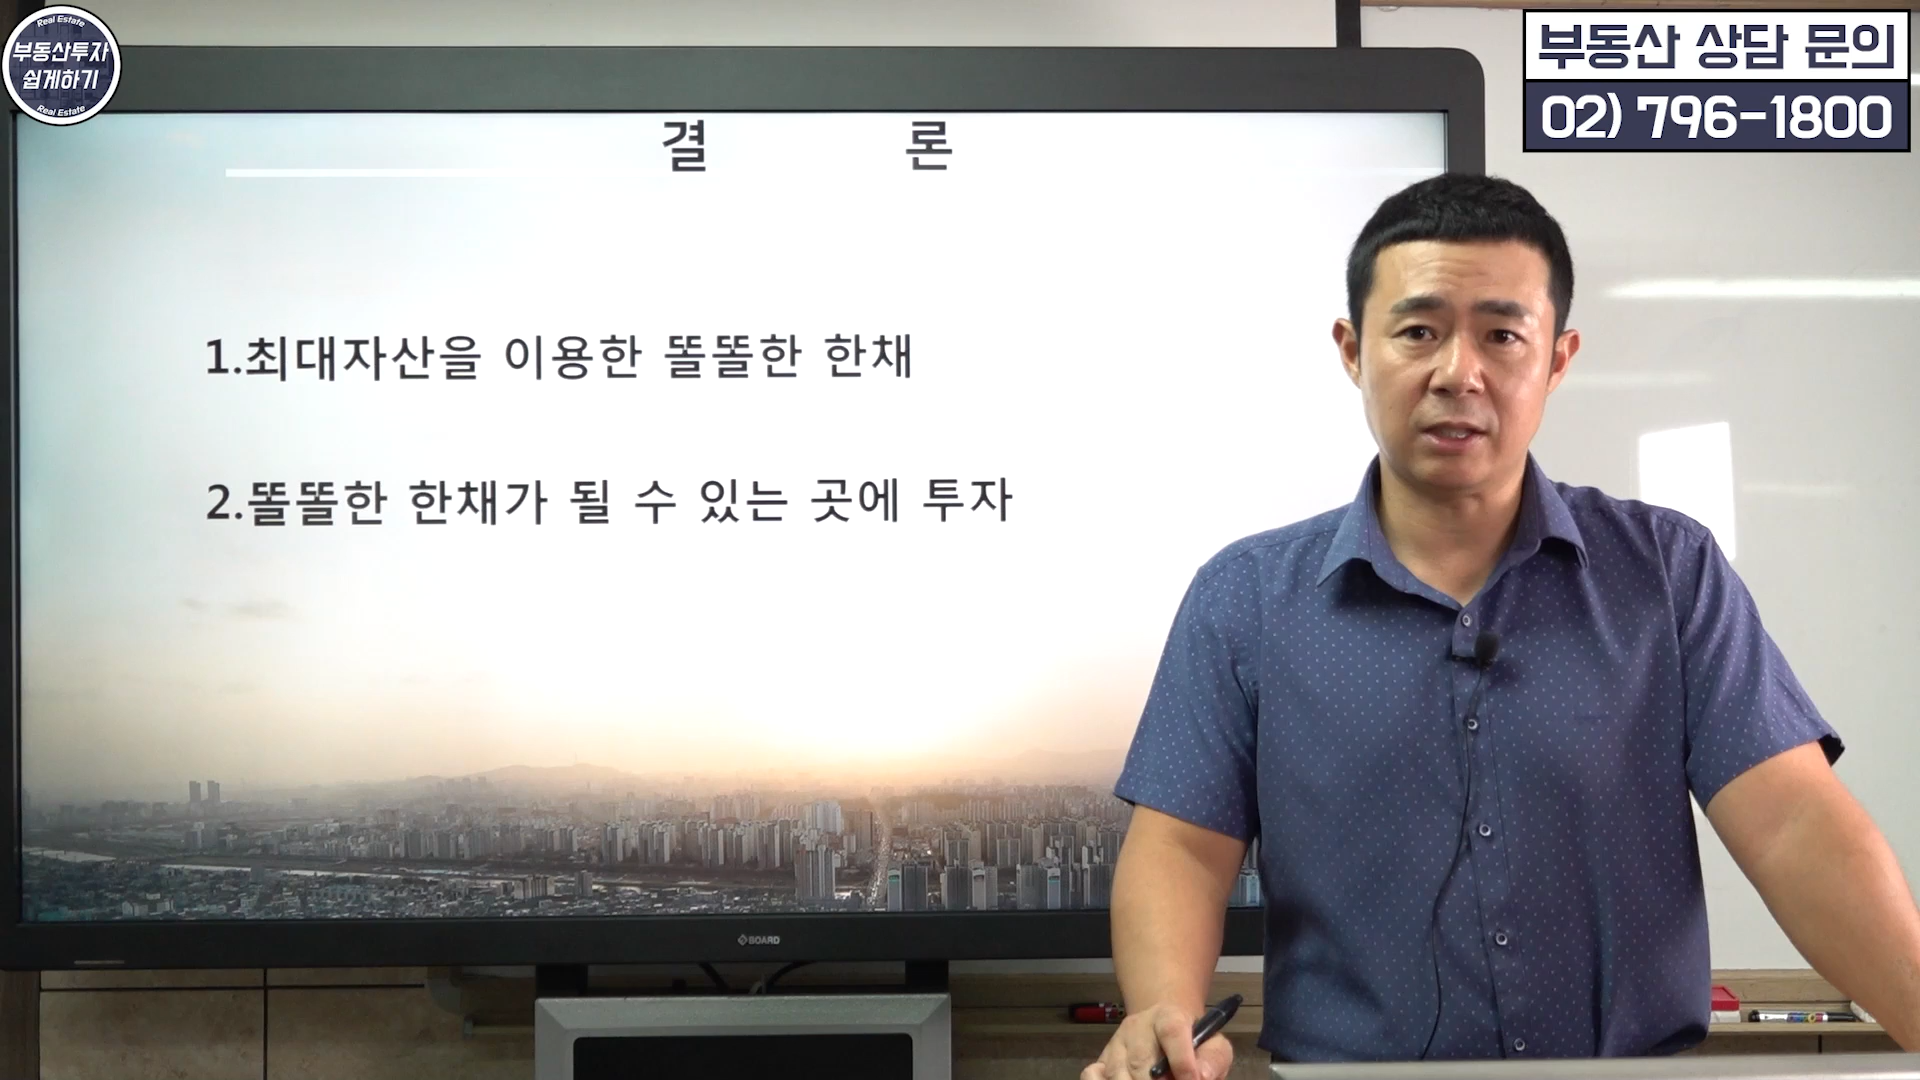 Real Estate
부동산투자
쉽게하기
Real Estate
부동산 상담 문의
02) 796-1800
결 론
1.최대자산을 이용한 똘똘한 한채
2.똘똘한 한채가 될 수 있는 곳에 투자
BOARD